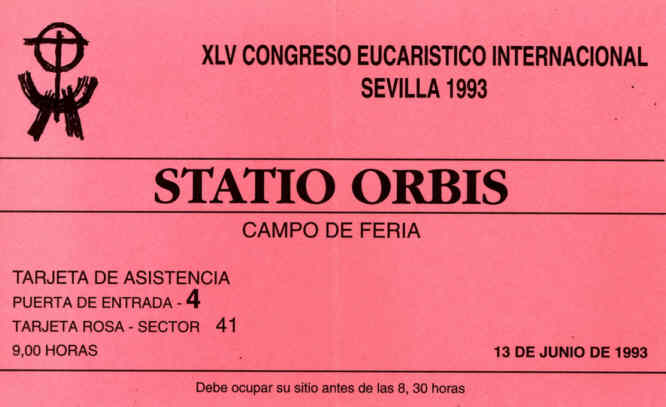 XLV CONGRESO EUCARISTICO INTERNACIONAL
SEVILLA 1993
STATIO ORBIS
CAMPO DE FERIA
TARJETA DE ASISTENCIA
PUERTA DE ENTRADA - 4
TARJETA ROSA - SECTOR 41
9,00 HORAS
13 DE JUNIO DE 1993
Debe ocupar su sitio antes de las 8, 30 horas